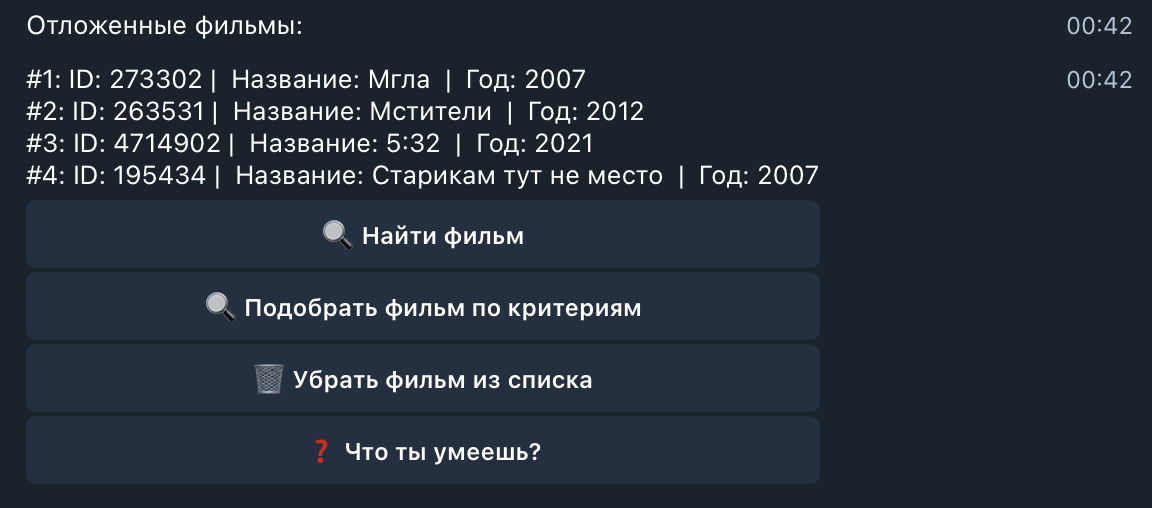 Отложенные фильмы:
00:42
#1: ID: 273302 | Название: Мгла | Год: 2007
00:42
#2: ID: 263531 | Название: Мстители | Год: 2012
#3: ID: 4714902 | Название: 5:32 | Год: 2021
#4: ID: 195434 | Название: Старикам тут не место | Год: 2007
Найти фильм
Подобрать фильм по критериям
Убрать фильм из списка
❓ Что ты умеешь?